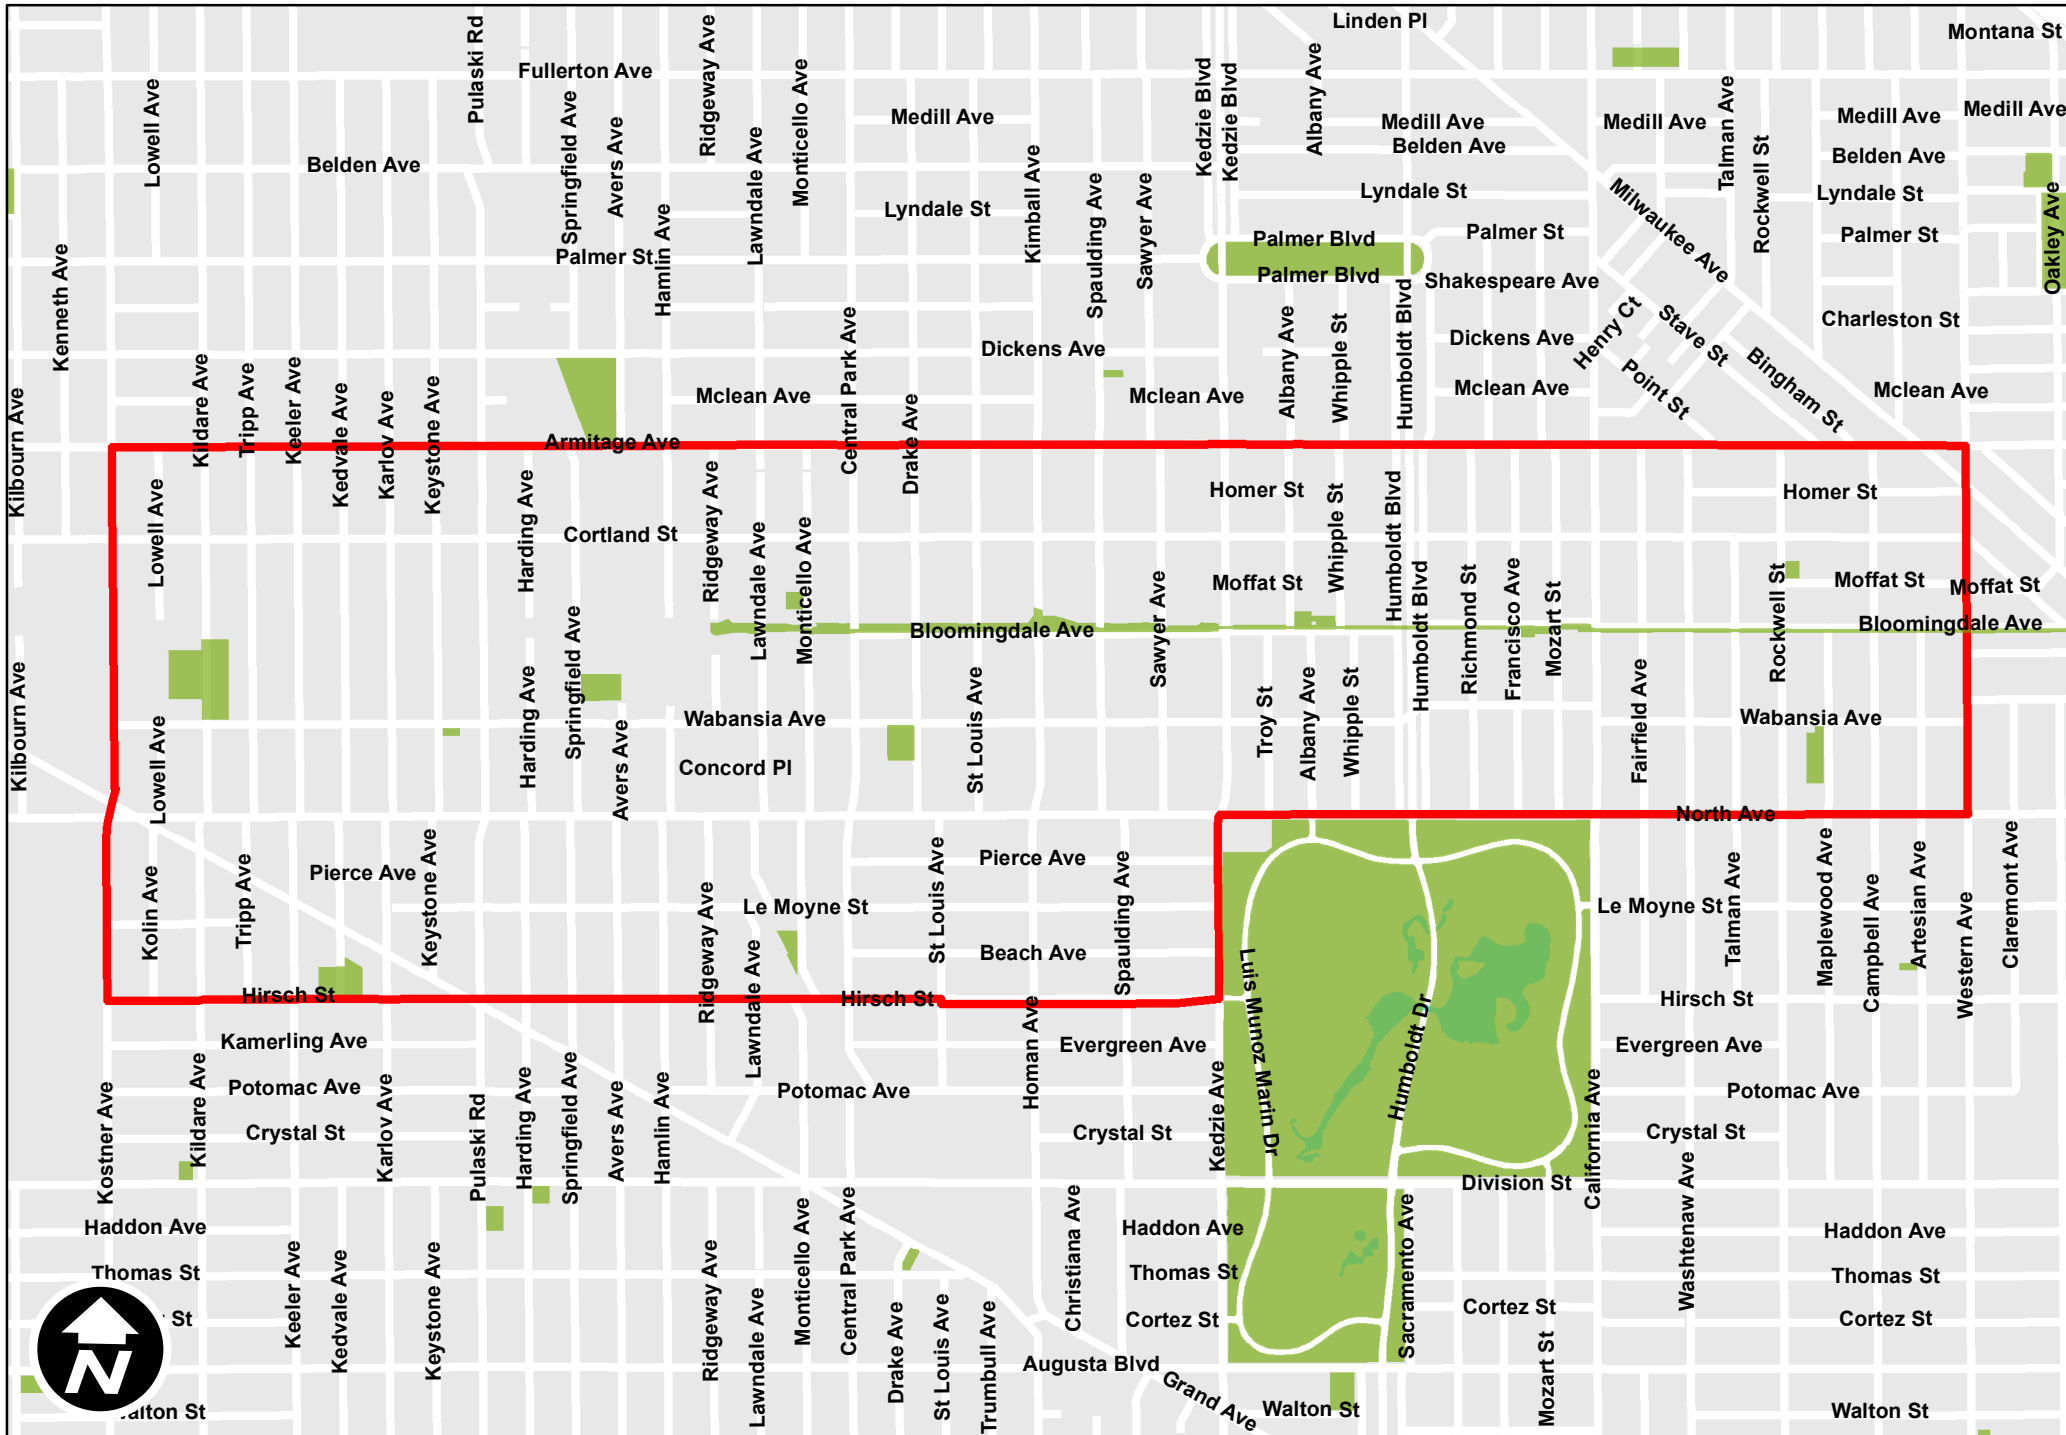 Linden Pl
Montana St
Pulaski Rd
Fullerton Ave
Ridgeway Ave
Monticello Ave
Kedzie Blvd
Kedzie Blvd
Albany Ave
Lowell Ave
Springfield Ave
Avers Ave
Lawndale Ave
Medill Ave
Medill Ave
Medill Ave
Talman Ave
Medill Ave
Medill Ave
Belden Ave
Belden Ave
Rockwell St
Belden Ave
Kimball Ave
Spaulding Ave
Sawyer Ave
Lyndale St
Lyndale St
Lyndale St
Milwaukee Ave
Oakley Ave
Hamlin Ave
Palmer Blvd
Palmer St
Palmer St
Palmer St.
Palmer Blvd
Shakespeare Ave
Kenneth Ave
Central Park Ave
Albany Ave
Whipple St
Humboldt Blvd
Henry Ct
Stave St
Charleston St
Dickens Ave
Dickens Ave
Bingham St
Point St
Kildare Ave
Tripp Ave
Keeler Ave
Kedvale Ave
Karlov Ave
Keystone Ave
Mclean Ave
Mclean Ave
Mclean Ave
Mclean Ave
Kilbourn Ave
Armitage Ave
Drake Ave
Lowell Ave
Harding Ave
Ridgeway Ave
Homer St
Whipple St
Humboldt Blvd
Homer St
Cortland St
Lawndale Ave
Monticello Ave
Moffat St
Humboldt Blvd
Richmond St
Francisco Ave
Mozart St
Rockwell St
Moffat St
Moffat St
Sawyer Ave
Springfield Ave
Bloomingdale Ave
Bloomingdale Ave
Kilbourn Ave
Lowell Ave
Harding Ave
Avers Ave
St Louis Ave
Troy St
Albany Ave
Whipple St
Fairfield Ave
Wabansia Ave
Wabansia Ave
Concord Pl
North Ave
Kolin Ave
Tripp Ave
Pierce Ave
Keystone Ave
Ridgeway Ave
St Louis Ave
Pierce Ave
Spaulding Ave
Talman Ave
Maplewood Ave
Campbell Ave
Artesian Ave
Western Ave
Claremont Ave
Le Moyne St
Le Moyne St
Lawndale Ave
Beach Ave
Luis Munoz Marin Dr
Humboldt Dr
Hirsch St
Hirsch St
Hirsch St
Homan Ave
Kamerling Ave
Evergreen Ave
Evergreen Ave
Kostner Ave
Kildare Ave
Potomac Ave
Karlov Ave
Pulaski Rd
Harding Ave
Springfield Ave
Avers Ave
Hamlin Ave
Potomac Ave
Kedzie Ave
California Ave
Potomac Ave
Crystal St
Crystal St
Crystal St
Division St
Washtenaw Ave
Haddon Ave
Monticello Ave
Central Park Ave
Christiana Ave
Haddon Ave
Sacramento Ave
Haddon Ave
Keeler Ave
Kedvale Ave
Keystone Ave
Ridgeway Ave
Thomas St
Thomas St
Thomas St
Lawndale Ave
Drake Ave
St Louis Ave
Trumbull Ave
Cortez St
Cortez St
Cortez St
St
Mozart St
Augusta Blvd
Grand Ave
N
Walton St
Walton St